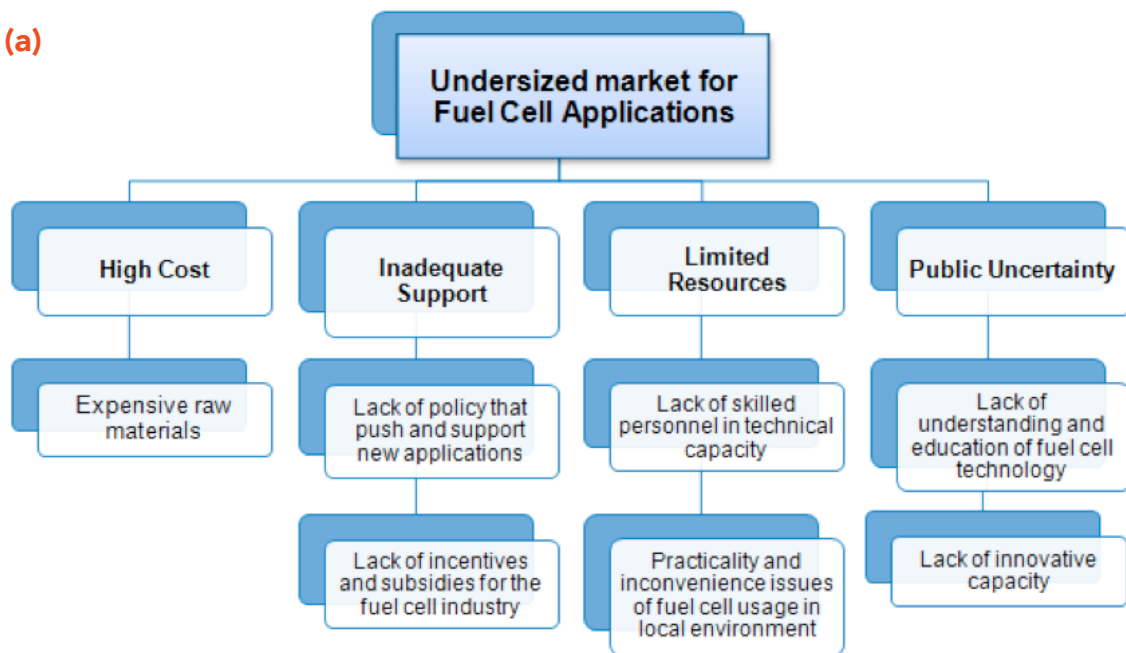 (a)
Undersized market for
Fuel Cell Applications
High Cost
Inadequate
Support
Limited
Resources
Public Uncertainty
Expensive raw
materials
Lack of policy that
push and support
new applications
Lack of skilled
personnel in technical
capacity
Lack of
understanding and
education of fuel cell
technology
Lack of incentives
and subsidies for the
fuel cell industry
Practicality and
inconvenience issues
of fuel cell usage in
local environment
Lack of innovative
capacity